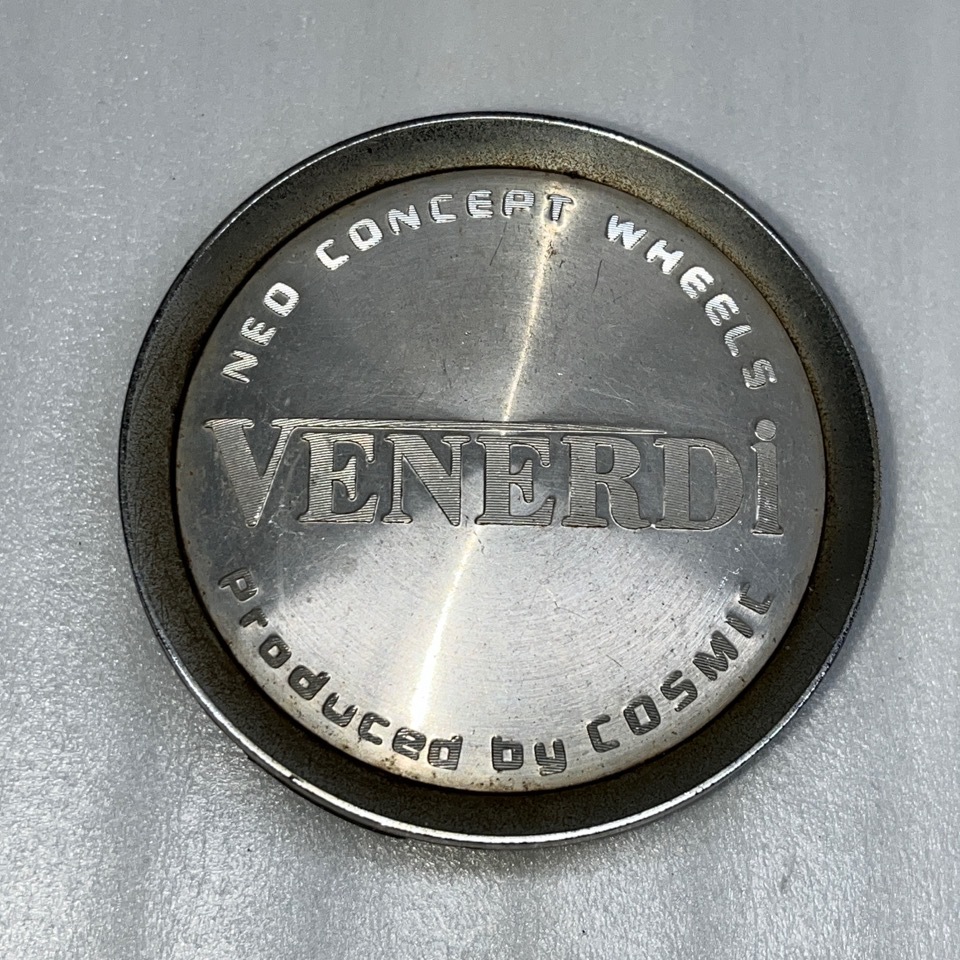 NEO CONCEPT WHEELS
VENERDi
Produced by COSMIC